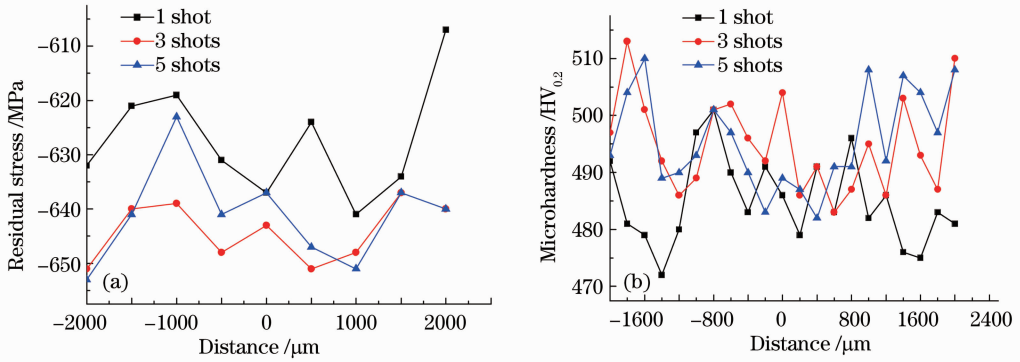 1 shot
3 shots
5 shots
−610
−620
−630
−640
−650
Residual stress /MPa
(a)
−2000
−1000
0
1000
2000
Distance /μm
1 shot
3 shots
5 shots
510
500
490
480
470
Microhardness /HV0.2
(b)
−1600
−800
0
800
1600
2400
Distance /μm